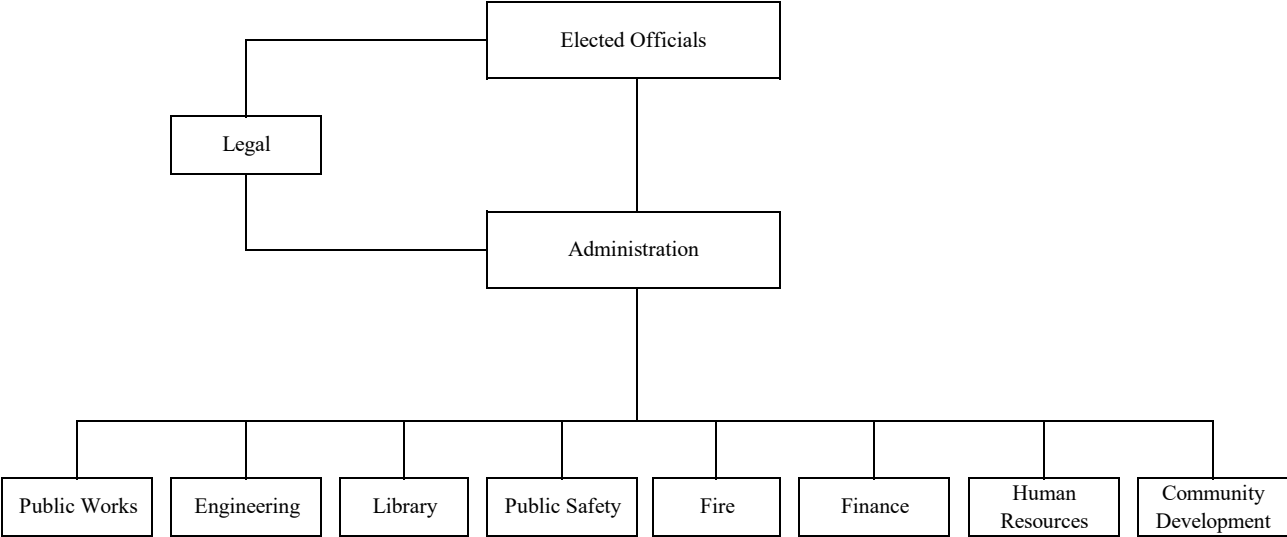 Elected Officials
Legal
Administration
Public Works
Engineering
Library
Public Safety
Fire
Finance
Human
Resources
Community
Development